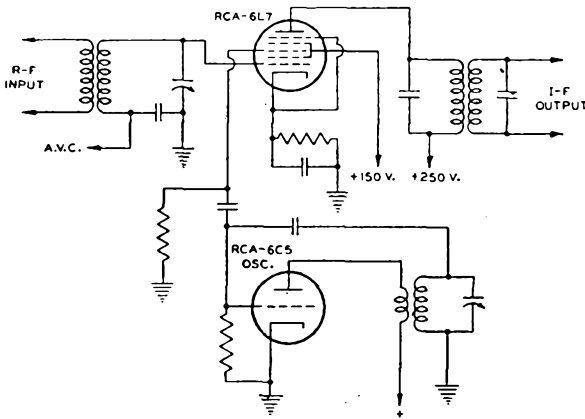 RCA-6L7
R-F
INPUT
A.V.C.
I-F
OUTPUT
+150 V.
+250 V.
RCA-6C5
OSC.
+